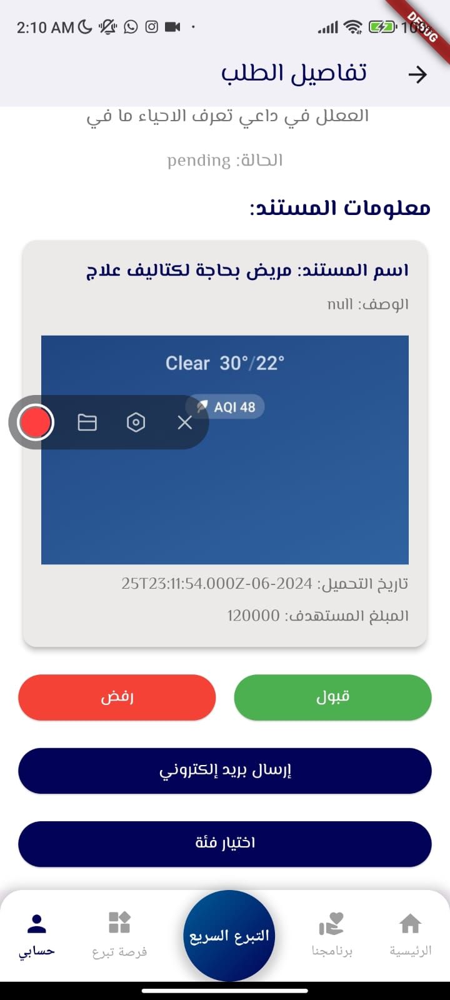 2:10 AM
100
DEBUG
تفاصيل الطلب
العملل في داعي تعرف الاحياء ما في
الحالة: pending
معلومات المستند:
اسم المستند: مريض بحاجة لكتاليف علاج
الوصف: null
Clear 30°/22°
AQI 48
تاريخ التحميل: 2024-06-25T23:11:54.000Z
المبلغ المستهدف: 120000
قبول
رفض
إرسال بريد إلكتروني
اختيار فئة
الرئيسية
برنامجنا
التبرع السريع
فرصة تبرع
حسابي